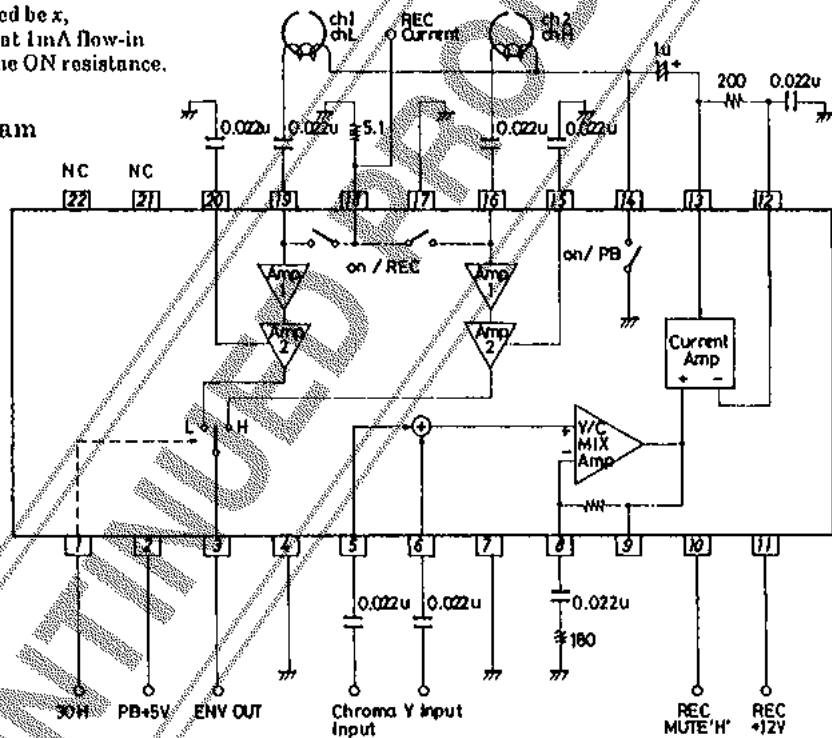 ed be x,
nt 1mA flow-in
he ON resistance.
am
ch1
chL
REC
Current
ch2
chH
1u
+
200
0.022u
0.022u
0.022u
5.1
0.022u
0.022u
NC
NC
22
21
20
19
18
17
16
15
14
13
12
on / REC
on / PB
Amp
1
Amp
1
Amp
2
Amp
2
Current
Amp
+
-
L
H
+
+
-
Y/C
MIX
Amp
1
2
3
4
5
6
7
8
9
10
11
0.022u
0.022u
0.022u
180
30H
PB+5V
ENV OUT
Chroma
Input
Y Input
REC
MUTE'H'
REC
+12V